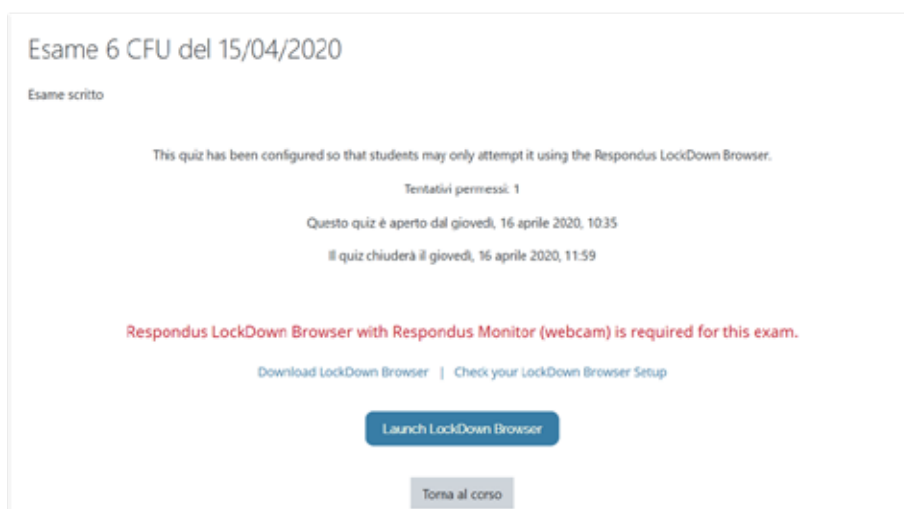 Esame 6 CFU del 15/04/2020
Esame scritto
This quiz has been configured so that students may only attempt it using the Respondus LockDown Browser.
Tentativi permessi: 1
Questo quiz è aperto dal giovedì, 16 aprile 2020, 10:35
Il quiz chiuderà il giovedì, 16 aprile 2020, 11:59
Respondus LockDown Browser with Respondus Monitor (webcam) is required for this exam.
Download LockDown Browser | Check your LockDown Browser Setup
Launch LockDown Browser
Torna al corso